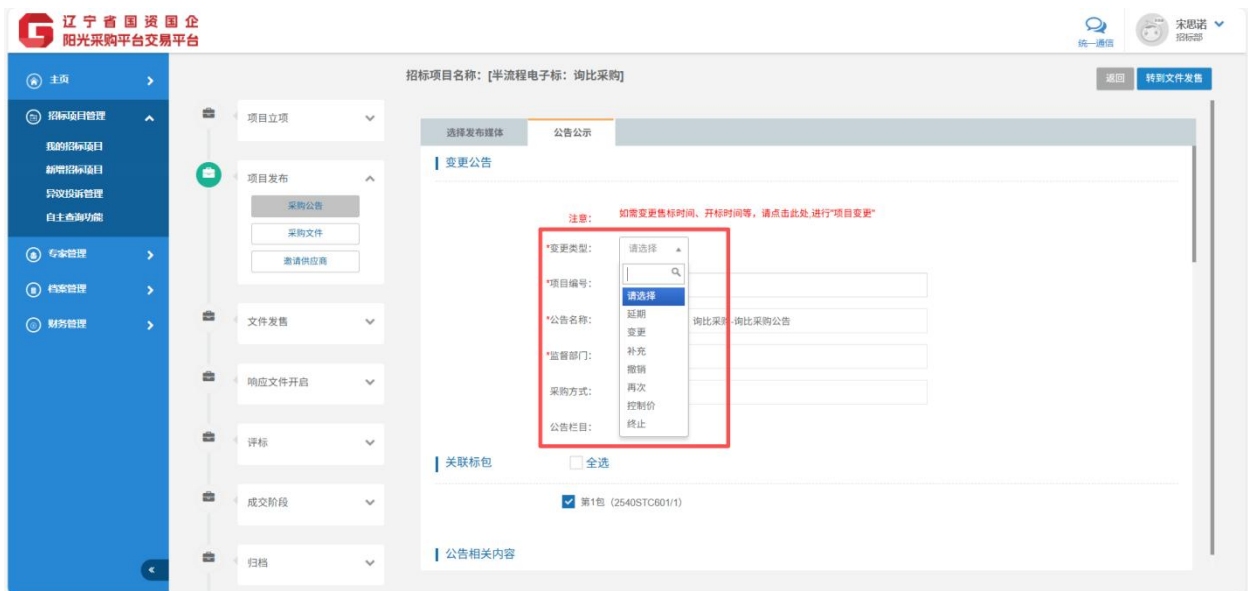 辽宁省国资国企
阳光采购平台交易平台
统一通信
宋思诺
招标部
主页
招标项目管理
我的招标项目
新增招标项目
异议投诉管理
自主查询功能
专家管理
档案管理
财务管理
招标项目名称：[半流程电子标：询比采购]
返回
转到文件发售
项目立项
项目发布
采购公告
采购文件
邀请供应商
文件发售
响应文件开启
评标
成交阶段
归档
选择发布媒体
公告公示
变更公告
注意： 如需变更售标时间、开标时间等，请点击此处,进行"项目变更"
*变更类型： 请选择
请选择
延期
变更
补充
撤销
再次
控制价
终止
*项目编号：
*公告名称： 询比采购-询比采购公告
*监督部门：
采购方式：
公告栏目：
关联标包 全选
第1包（2540STC601/1）
公告相关内容